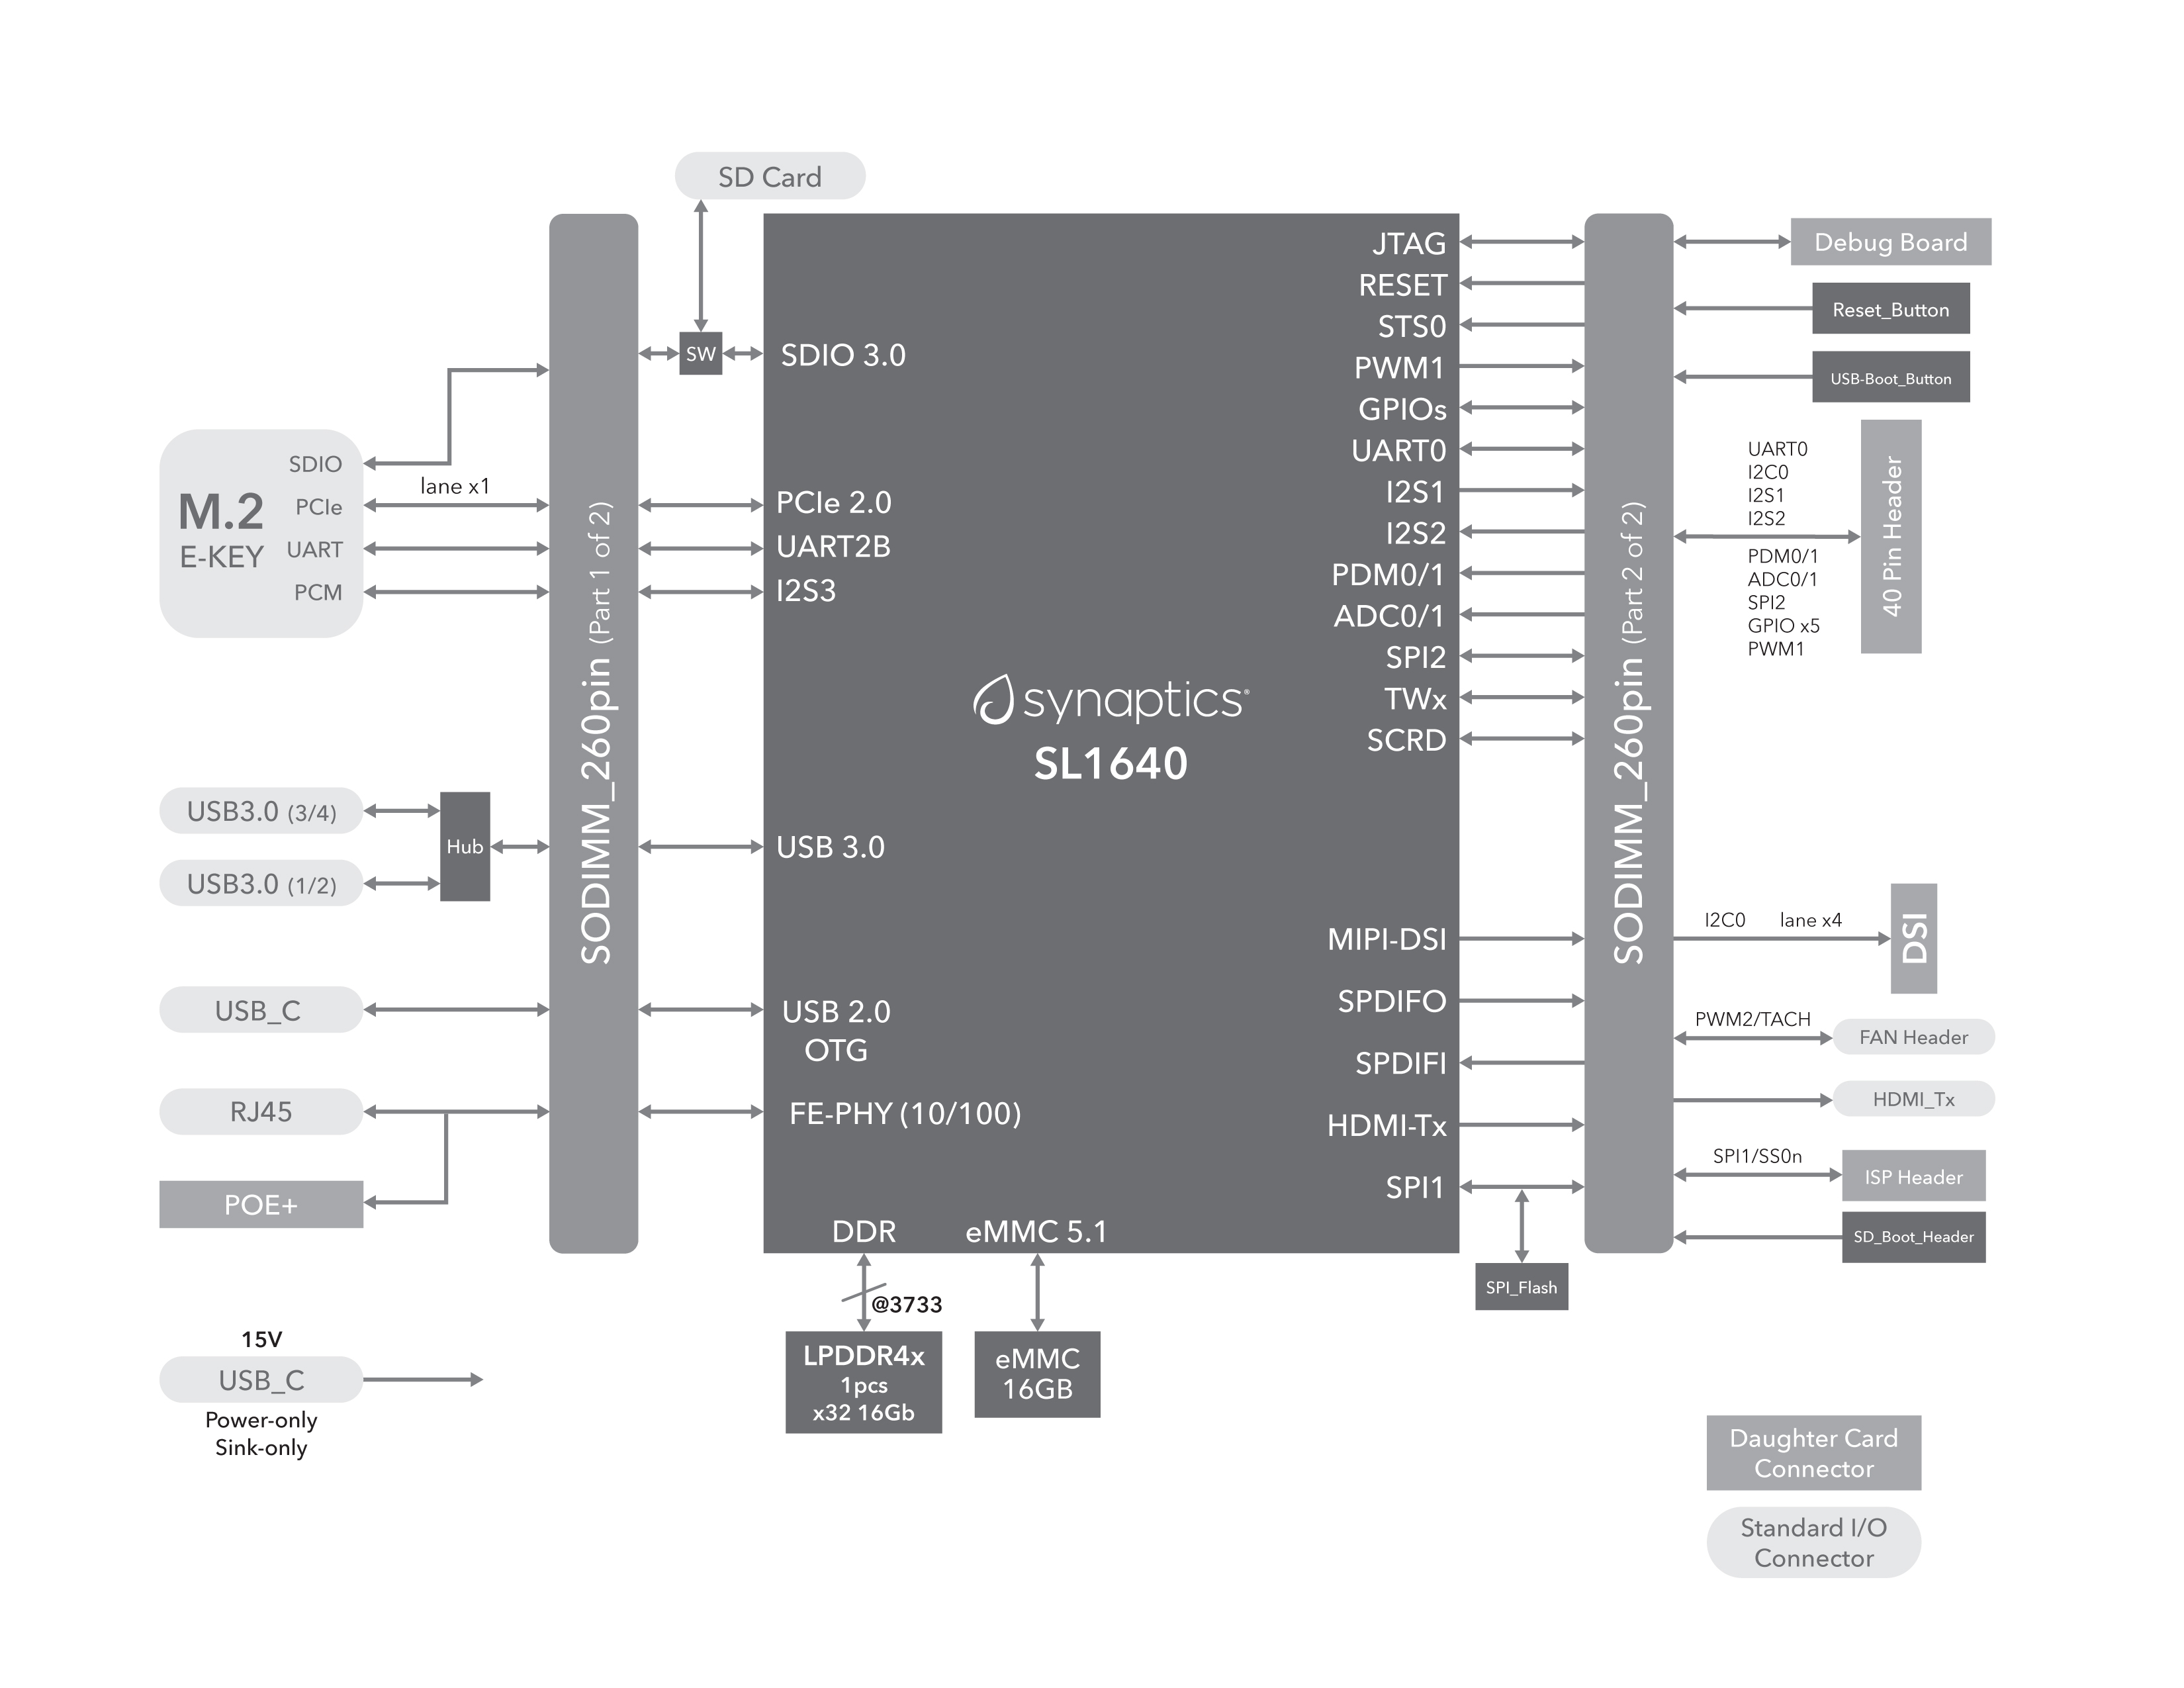 SD Card
SW
SDIO 3.0
M.2
E-KEY
SDIO
PCIe
UART
PCM
lane x1
SODIMM_260pin (Part 1 of 2)
PCIe 2.0
UART2B
I2S3
USB3.0 (3/4)
USB3.0 (1/2)
Hub
USB 3.0
USB_C
USB 2.0
OTG
RJ45
FE-PHY (10/100)
POE+
15V
USB_C
Power-only
Sink-only
synaptics®
SL1640
DDR
eMMC 5.1
@3733
LPDDR4x
1pcs
x32 16Gb
eMMC
16GB
JTAG
RESET
STS0
PWM1
GPIOs
UART0
I2S1
I2S2
PDM0/1
ADC0/1
SPI2
TWx
SCRD
MIPI-DSI
SPDIFO
SPDIFI
HDMI-Tx
SPI1
SPI_Flash
SODIMM_260pin (Part 2 of 2)
Debug Board
Reset_Button
USB-Boot_Button
UART0
I2C0
I2S1
I2S2
PDM0/1
ADC0/1
SPI2
GPIO x5
PWM1
40 Pin Header
I2C0 lane x4
DSI
PWM2/TACH
FAN Header
HDMI_Tx
SPI1/SS0n
ISP Header
SD_Boot_Header
Daughter Card
Connector
Standard I/O
Connector